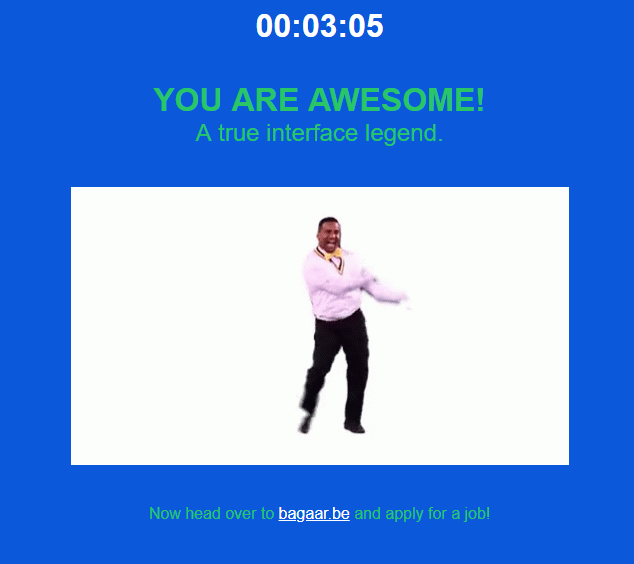 00:03:05
YOU ARE AWESOME!
A true interface legend.
Now head over to bagaar.be and apply for a job!